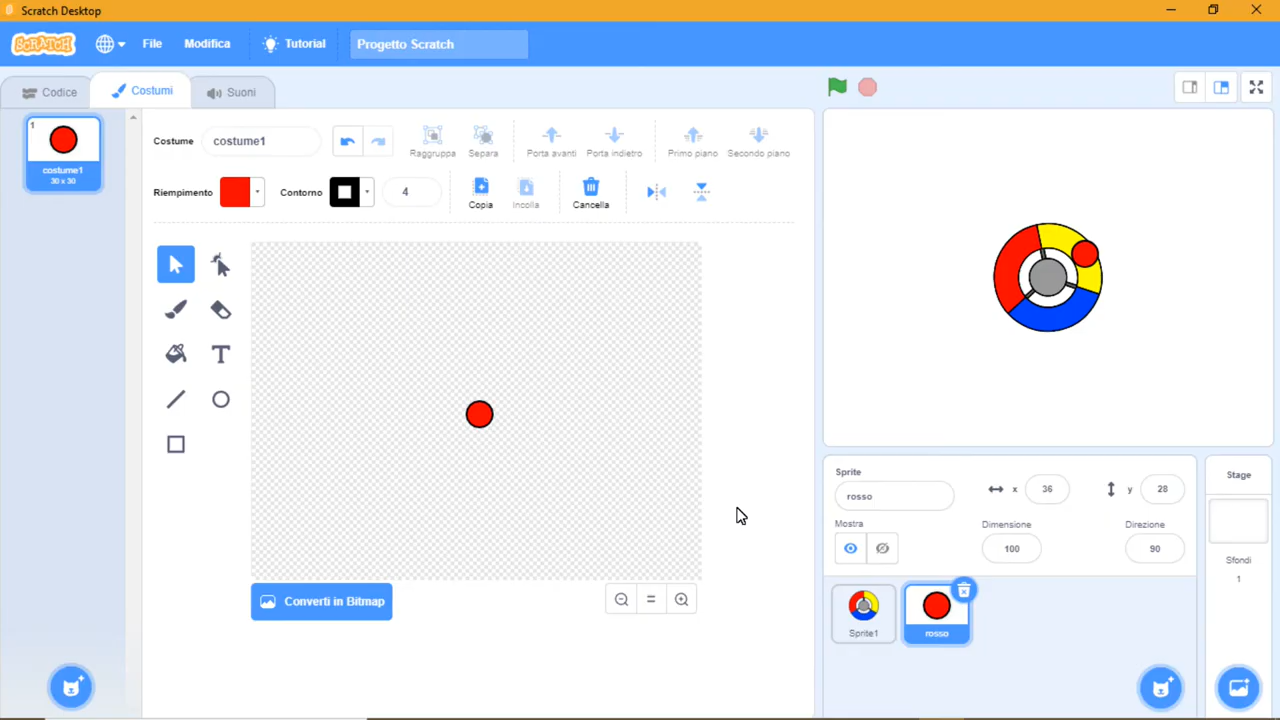 Scratch Desktop
SCRATCH File Modifica Tutorial Progetto Scratch
Codice Costumi Suoni
1
costume1
30 x 30
Costume costume1
Raggruppa Separa Porta avanti Porta indietro Primo piano Secondo piano
Riempimento Contorno 4
Copia Incolla Cancella
T
Converti in Bitmap
Sprite
rosso
x 36 y 28
Mostra Dimensione Direzione
100 90
Sprite1 rosso
Stage
Sfondi
1